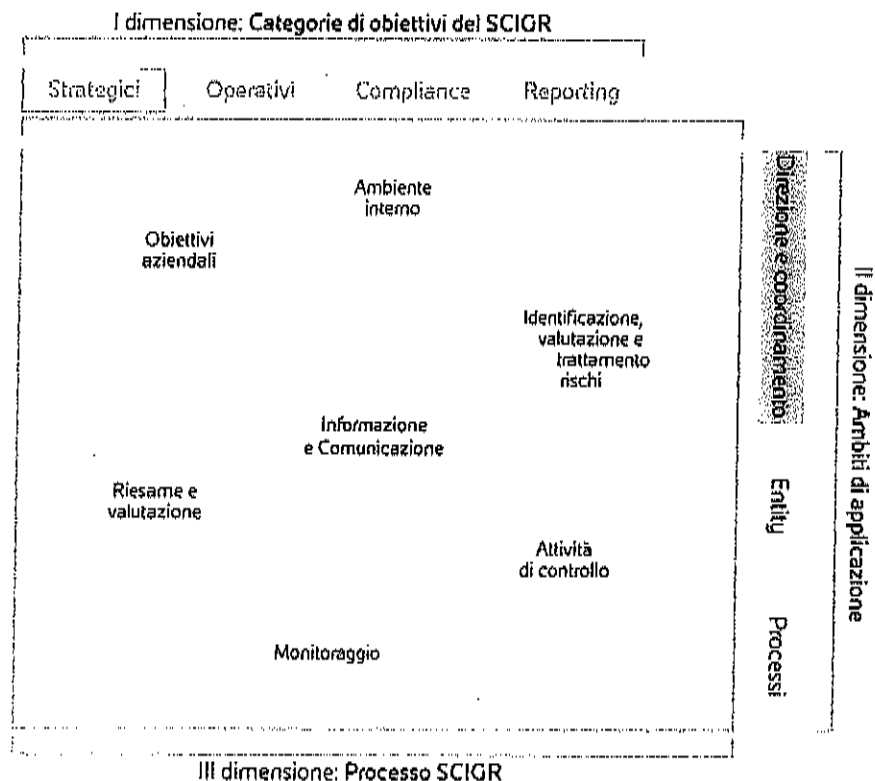 I dimensione: Categorie di obiettivi del SCIGR
Strategici Operativi Compliance Reporting
Ambiente
interno
Obiettivi
aziendali
Identificazione,
valutazione e
trattamento
rischi
Informazione
e Comunicazione
Riesame e
valutazione
Attività
di controllo
Monitoraggio
Direzione e coordinamento
Entity
Processi
II dimensione: Ambiti di applicazione
III dimensione: Processo SCIGR